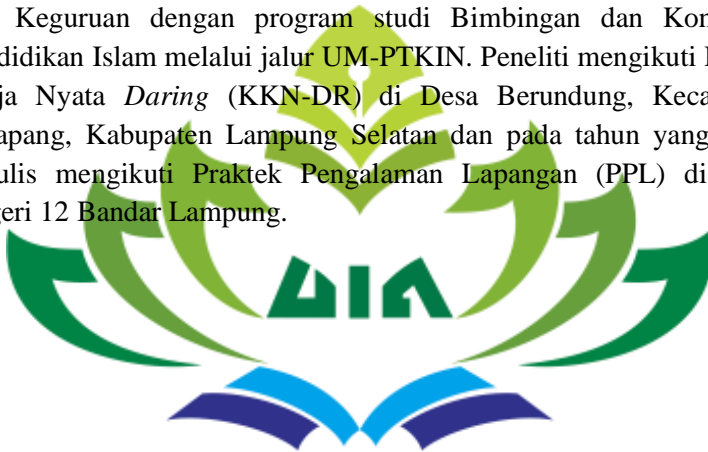 Keguruan dengan program studi Bimbingan dan Kon
didikan Islam melalui jalur UM-PTKIN. Peneliti mengikuti
ja Nyata Daring (KKN-DR) di Desa Berundung, Keca
apang, Kabupaten Lampung Selatan dan pada tahun yang
ulis mengikuti Praktek Pengalaman Lapangan (PPL) di
geri 12 Bandar Lampung.
UIN